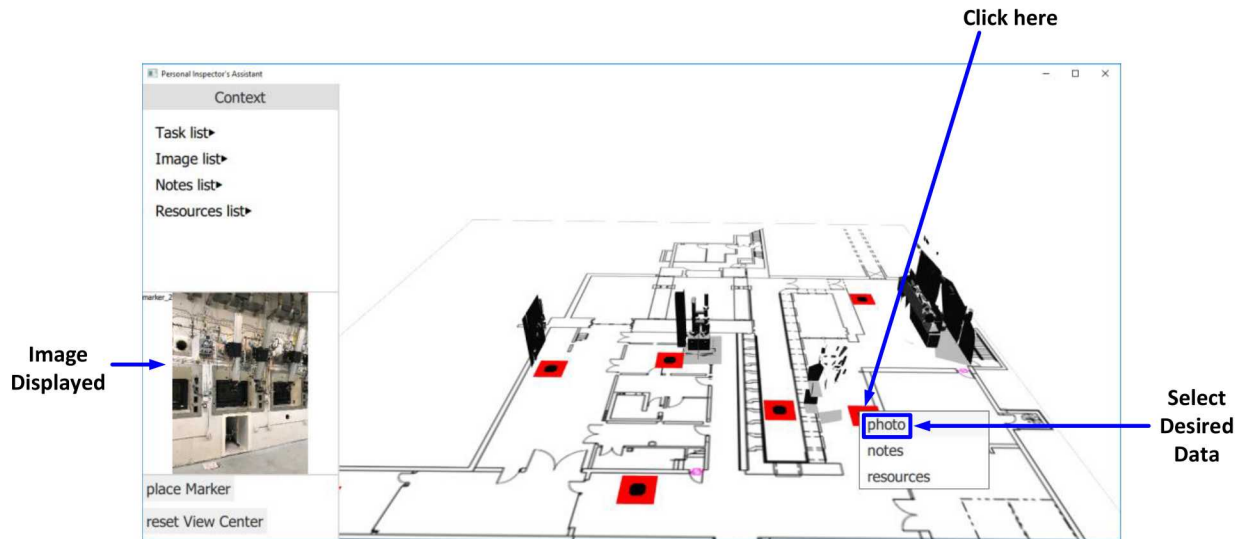 Click here
Personal Inspector's Assistant
Context
Task list
Image list
Notes list
Resources list
marker_2
Image
Displayed
place Marker
reset View Center
photo
notes
resources
Select
Desired
Data